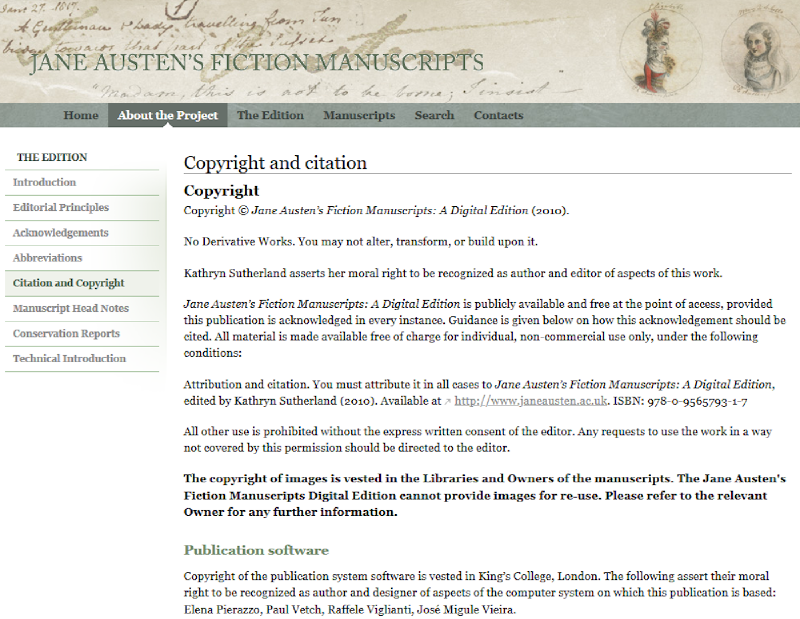 Jan 27. 1817.
A Gentleman & Lady travelling from Tun
towards that part of the Sussex
JANE AUSTEN'S FICTION MANUSCRIPTS
"Madam, this is not to be borne; I insist
Home About the Project The Edition Manuscripts Search Contacts
THE EDITION
Introduction
Editorial Principles
Acknowledgements
Abbreviations
Citation and Copyright
Manuscript Head Notes
Conservation Reports
Technical Introduction
Copyright and citation
Copyright
Copyright © Jane Austen's Fiction Manuscripts: A Digital Edition (2010).
No Derivative Works. You may not alter, transform, or build upon it.
Kathryn Sutherland asserts her moral right to be recognized as author and editor of aspects of this work.
Jane Austen's Fiction Manuscripts: A Digital Edition is publicly available and free at the point of access, provided
this publication is acknowledged in every instance. Guidance is given below on how this acknowledgement should be
cited. All material is made available free of charge for individual, non-commercial use only, under the following
conditions:
Attribution and citation. You must attribute it in all cases to Jane Austen's Fiction Manuscripts: A Digital Edition,
edited by Kathryn Sutherland (2010). Available at http://www.janeausten.ac.uk. ISBN: 978-0-9565793-1-7
All other use is prohibited without the express written consent of the editor. Any requests to use the work in a way
not covered by this permission should be directed to the editor.
The copyright of images is vested in the Libraries and Owners of the manuscripts. The Jane Austen's
Fiction Manuscripts Digital Edition cannot provide images for re-use. Please refer to the relevant
Owner for any further information.
Publication software
Copyright of the publication system software is vested in King's College, London. The following assert their moral
right to be recognized as author and designer of aspects of the computer system on which this publication is based:
Elena Pierazzo, Paul Vetch, Raffele Viglianti, José Migule Vieira.